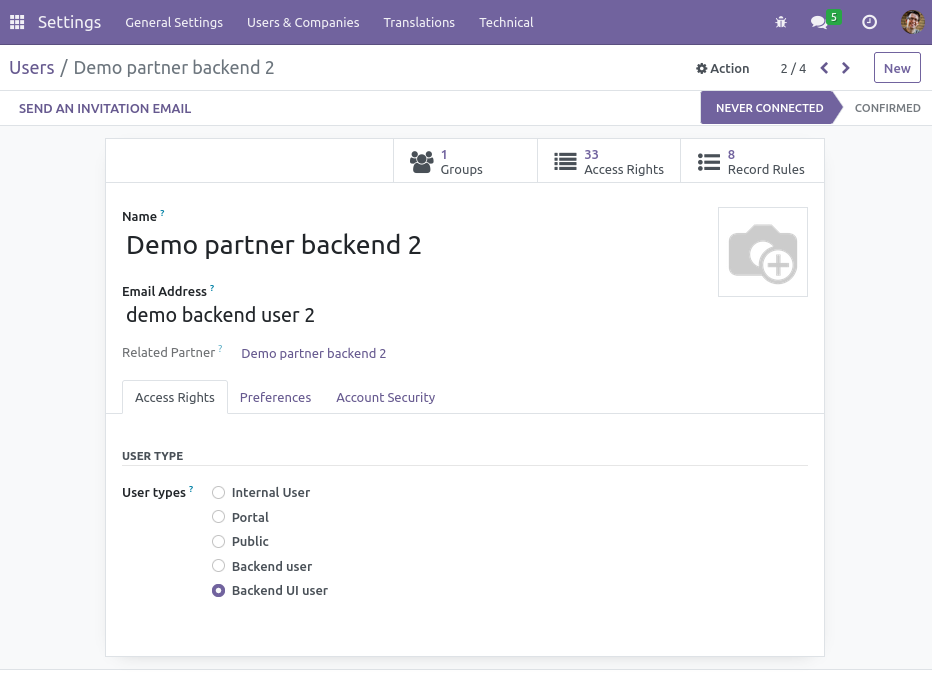 Settings General Settings Users & Companies Translations Technical 5
Users / Demo partner backend 2 Action 2 / 4 New
SEND AN INVITATION EMAIL NEVER CONNECTED CONFIRMED
1 Groups 33 Access Rights 8 Record Rules
Name ?
Demo partner backend 2
Email Address ?
demo backend user 2
Related Partner ? Demo partner backend 2
Access Rights Preferences Account Security
USER TYPE
User types ? Internal User
Portal
Public
Backend user
Backend UI user